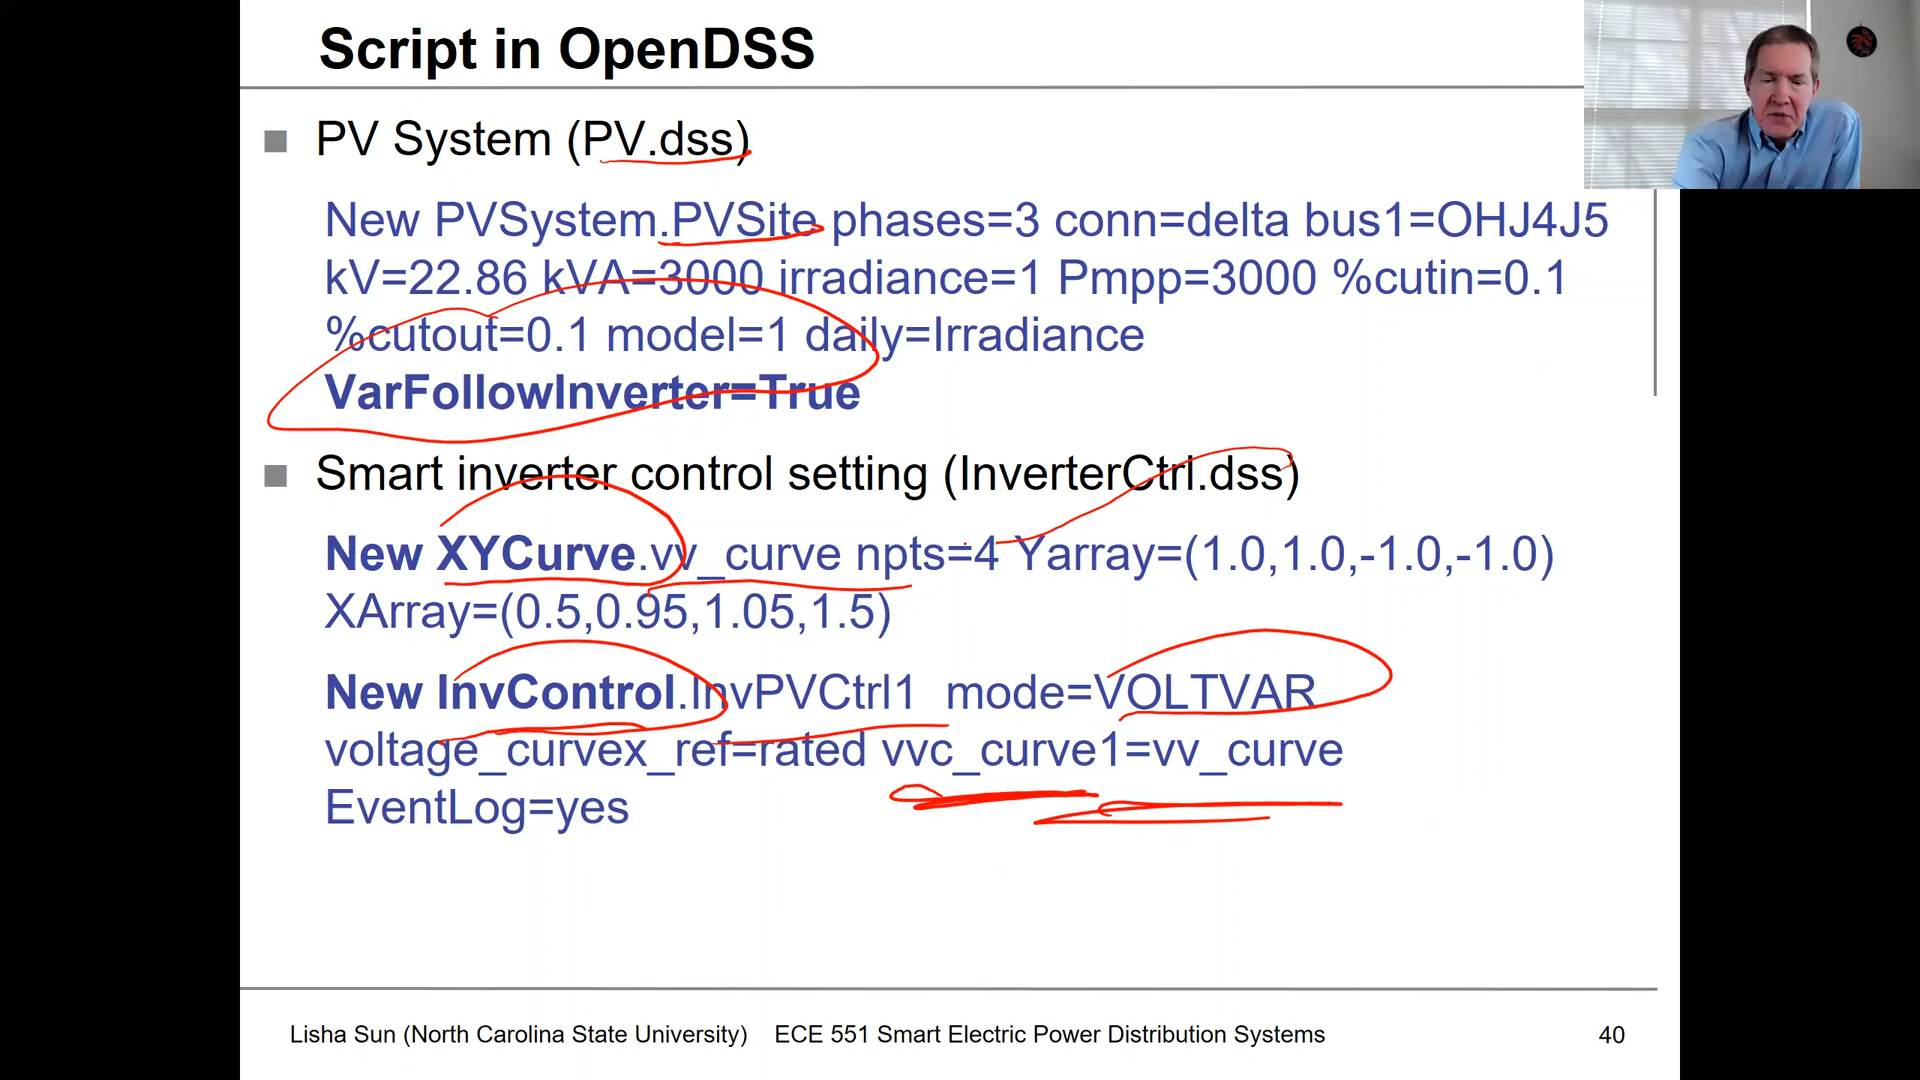 Script in OpenDSS
PV System (PV.dss)
New PVSystem.PVSite phases=3 conn=delta bus1=OHJ4J5
kV=22.86 kVA=3000 irradiance=1 Pmpp=3000 %cutin=0.1
%cutout=0.1 model=1 daily=Irradiance
VarFollowInverter=True
Smart inverter control setting (InverterCtrl.dss)
New XYCurve.vv_curve npts=4 Yarray=(1.0,1.0,-1.0,-1.0)
XArray=(0.5,0.95,1.05,1.5)
New InvControl.InvPVCtrl1 mode=VOLTVAR
voltage_curvex_ref=rated vvc_curve1=vv_curve
EventLog=yes
Lisha Sun (North Carolina State University) ECE 551 Smart Electric Power Distribution Systems 40